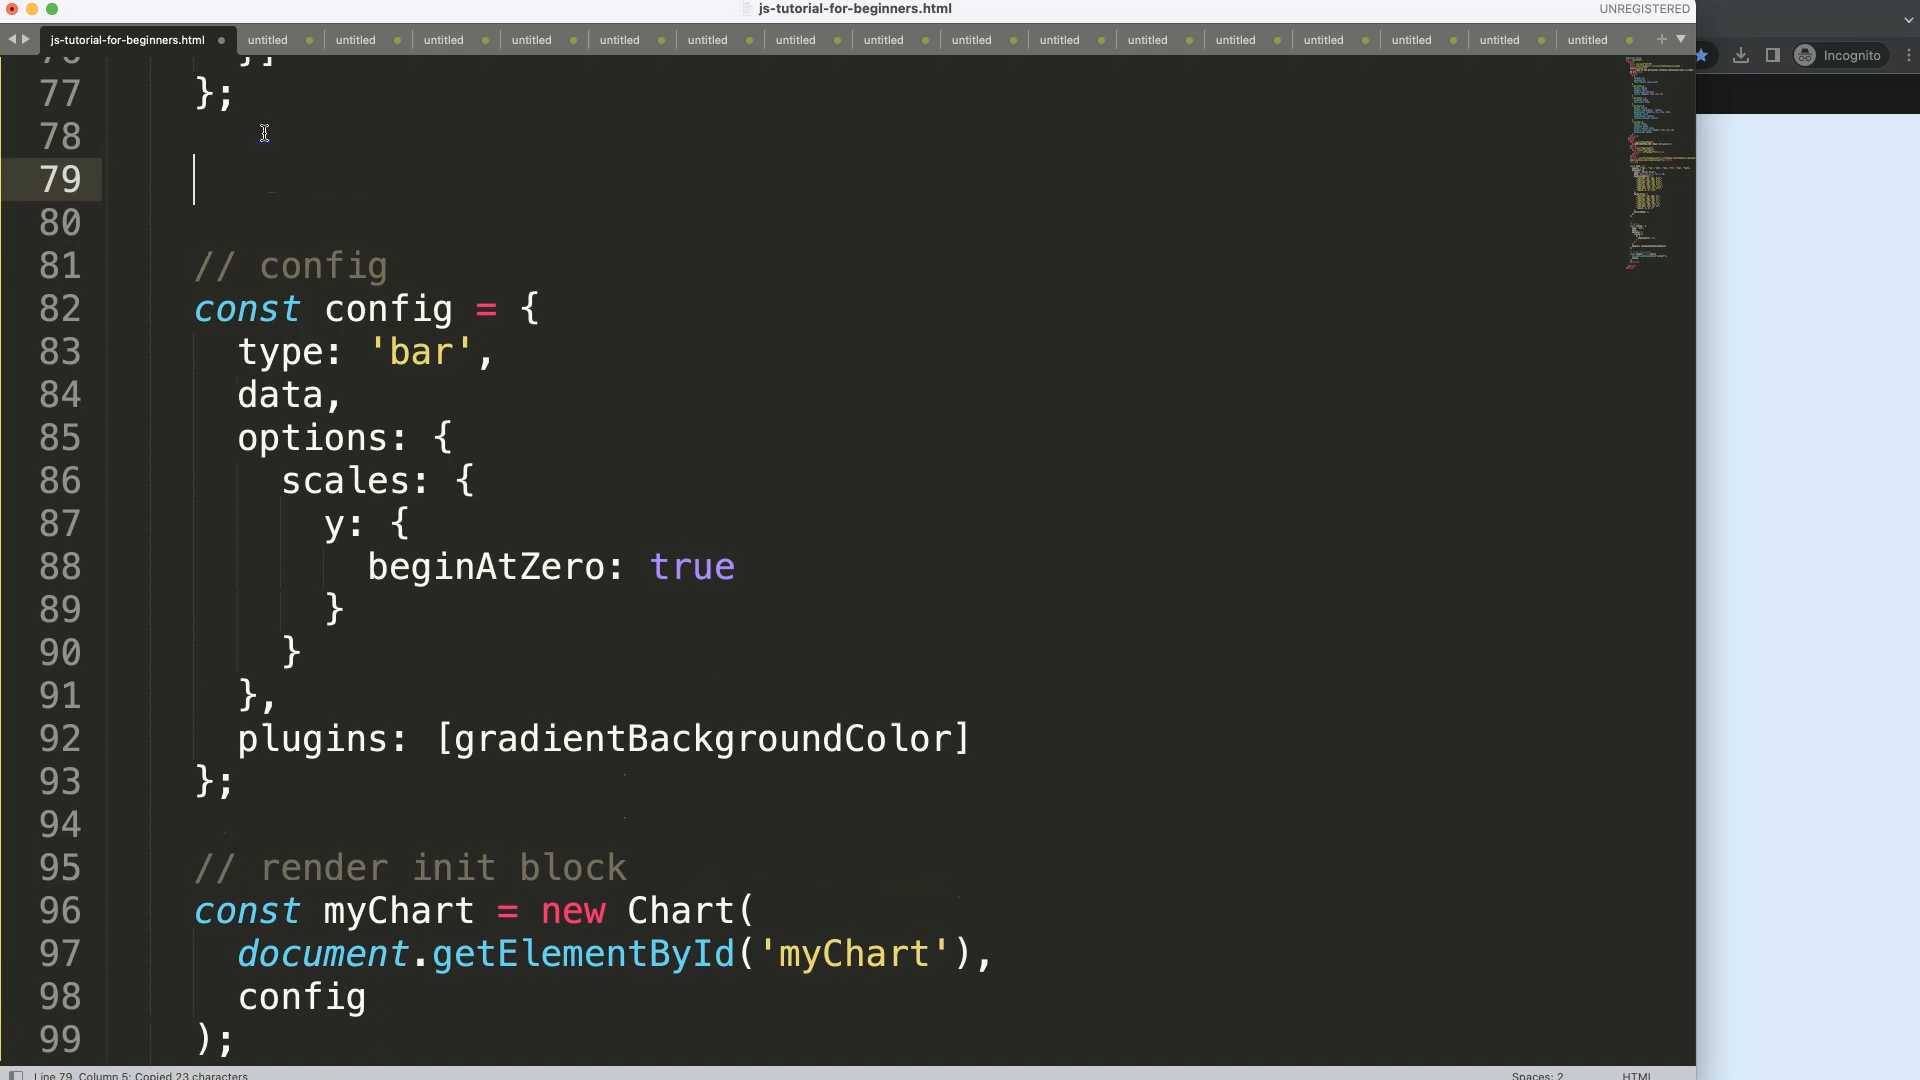 js-tutorial-for-beginners.html
UNREGISTERED
js-tutorial-for-beginners.html untitled untitled untitled untitled untitled untitled untitled untitled untitled untitled untitled untitled untitled untitled untitled untitled
Incognito
76 }]
77 };
78
79
80
81 // config
82 const config = {
83 type: 'bar',
84 data,
85 options: {
86 scales: {
87 y: {
88 beginAtZero: true
89 }
90 }
91 },
92 plugins: [gradientBackgroundColor]
93 };
94
95 // render init block
96 const myChart = new Chart(
97 document.getElementById('myChart'),
98 config
99 );
Line 79, Column 5; Copied 23 characters
Spaces: 2
HTML